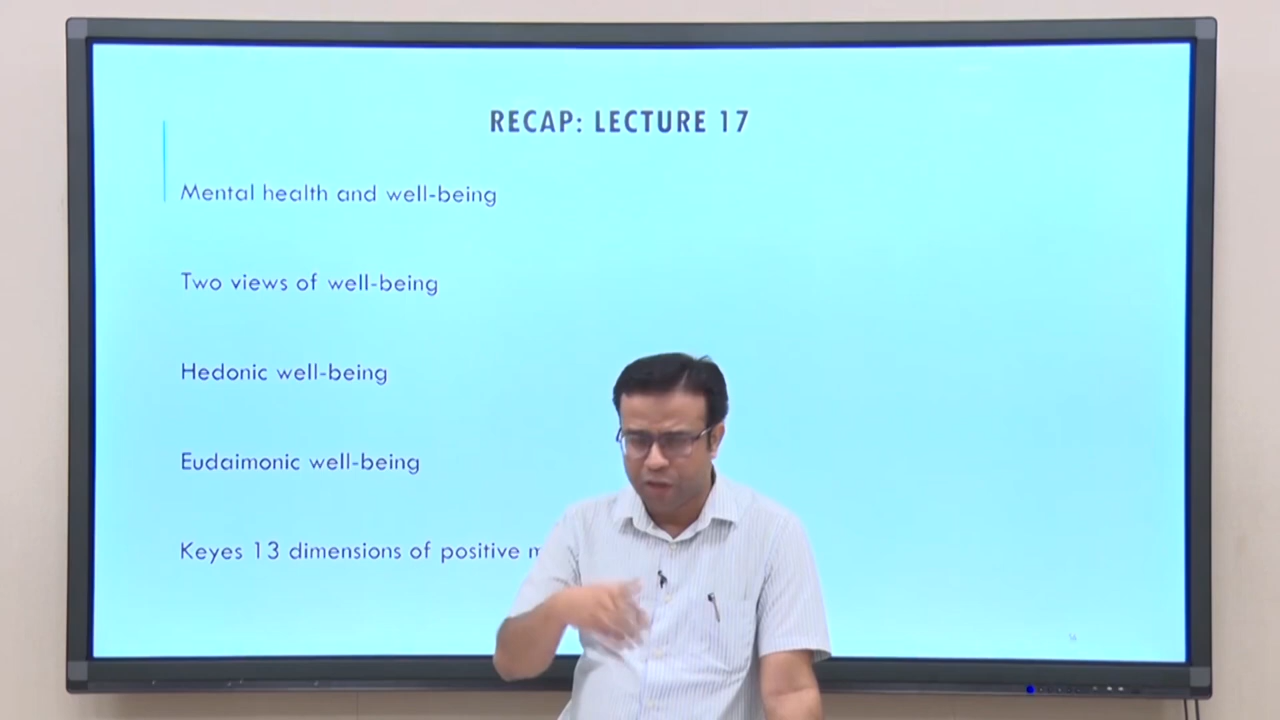 RECAP: LECTURE 17
Mental health and well-being
Two views of well-being
Hedonic well-being
Eudaimonic well-being
Keyes 13 dimensions of positive